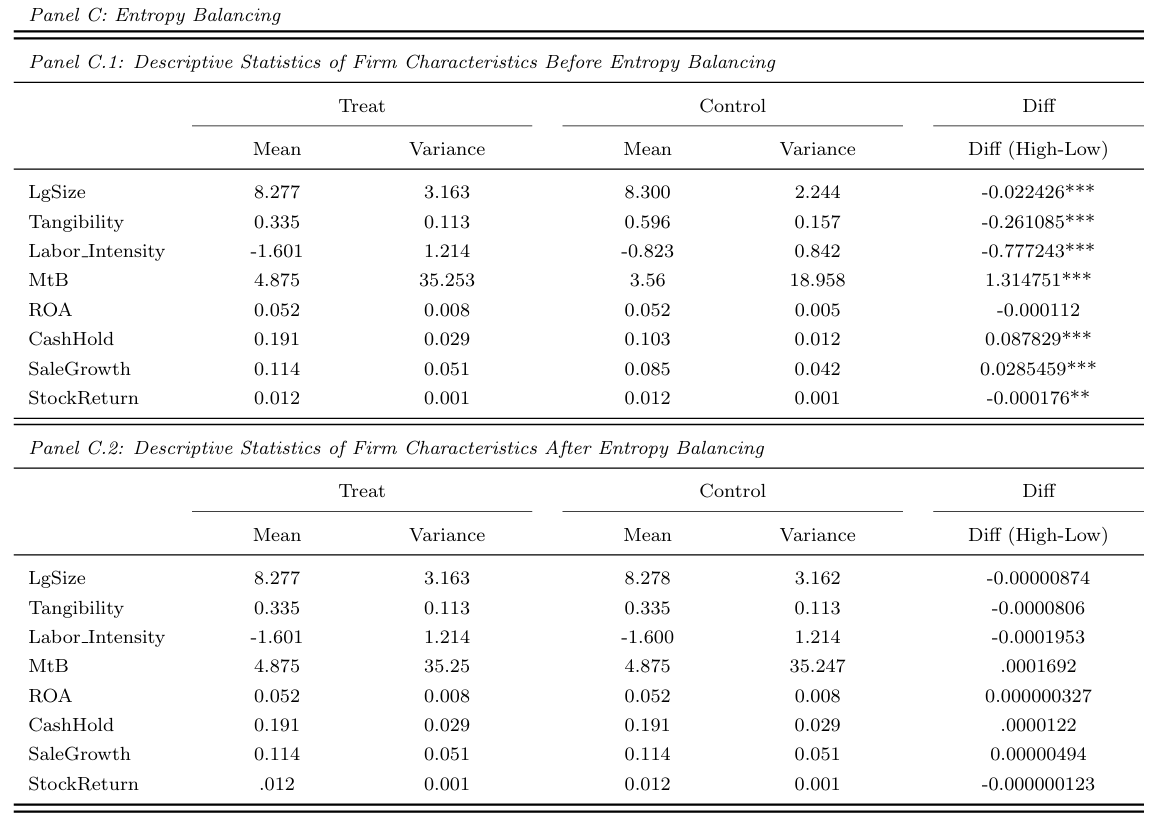 Panel C: Entropy Balancing
Panel C.1: Descriptive Statistics of Firm Characteristics Before Entropy Balancing
Treat Control Diff
Mean Variance Mean Variance Diff (High-Low)
LgSize 8.277 3.163 8.300 2.244 -0.022426***
Tangibility 0.335 0.113 0.596 0.157 -0.261085***
Labor_Intensity -1.601 1.214 -0.823 0.842 -0.777243***
MtB 4.875 35.253 3.56 18.958 1.314751***
ROA 0.052 0.008 0.052 0.005 -0.000112
CashHold 0.191 0.029 0.103 0.012 0.087829***
SaleGrowth 0.114 0.051 0.085 0.042 0.0285459***
StockReturn 0.012 0.001 0.012 0.001 -0.000176**
Panel C.2: Descriptive Statistics of Firm Characteristics After Entropy Balancing
Treat Control Diff
Mean Variance Mean Variance Diff (High-Low)
LgSize 8.277 3.163 8.278 3.162 -0.00000874
Tangibility 0.335 0.113 0.335 0.113 -0.0000806
Labor_Intensity -1.601 1.214 -1.600 1.214 -0.0001953
MtB 4.875 35.25 4.875 35.247 .0001692
ROA 0.052 0.008 0.052 0.008 0.000000327
CashHold 0.191 0.029 0.191 0.029 .0000122
SaleGrowth 0.114 0.051 0.114 0.051 0.00000494
StockReturn .012 0.001 0.012 0.001 -0.000000123